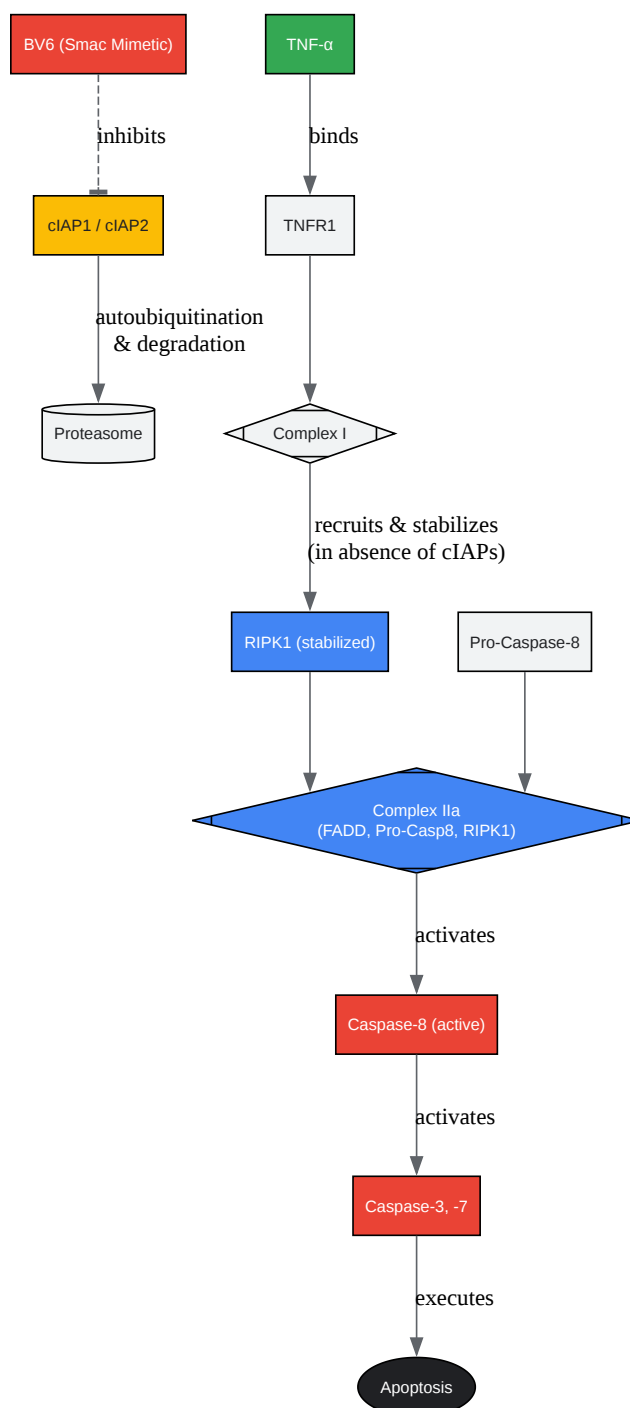 BV6 (Smac Mimetic)
TNF-α
inhibits
binds
cIAP1 / cIAP2
TNFR1
autoubiquitination
& degradation
Proteasome
Complex I
recruits & stabilizes
(in absence of cIAPs)
RIPK1 (stabilized)
Pro-Caspase-8
Complex IIa
(FADD, Pro-Casp8, RIPK1)
activates
Caspase-8 (active)
activates
Caspase-3, -7
executes
Apoptosis